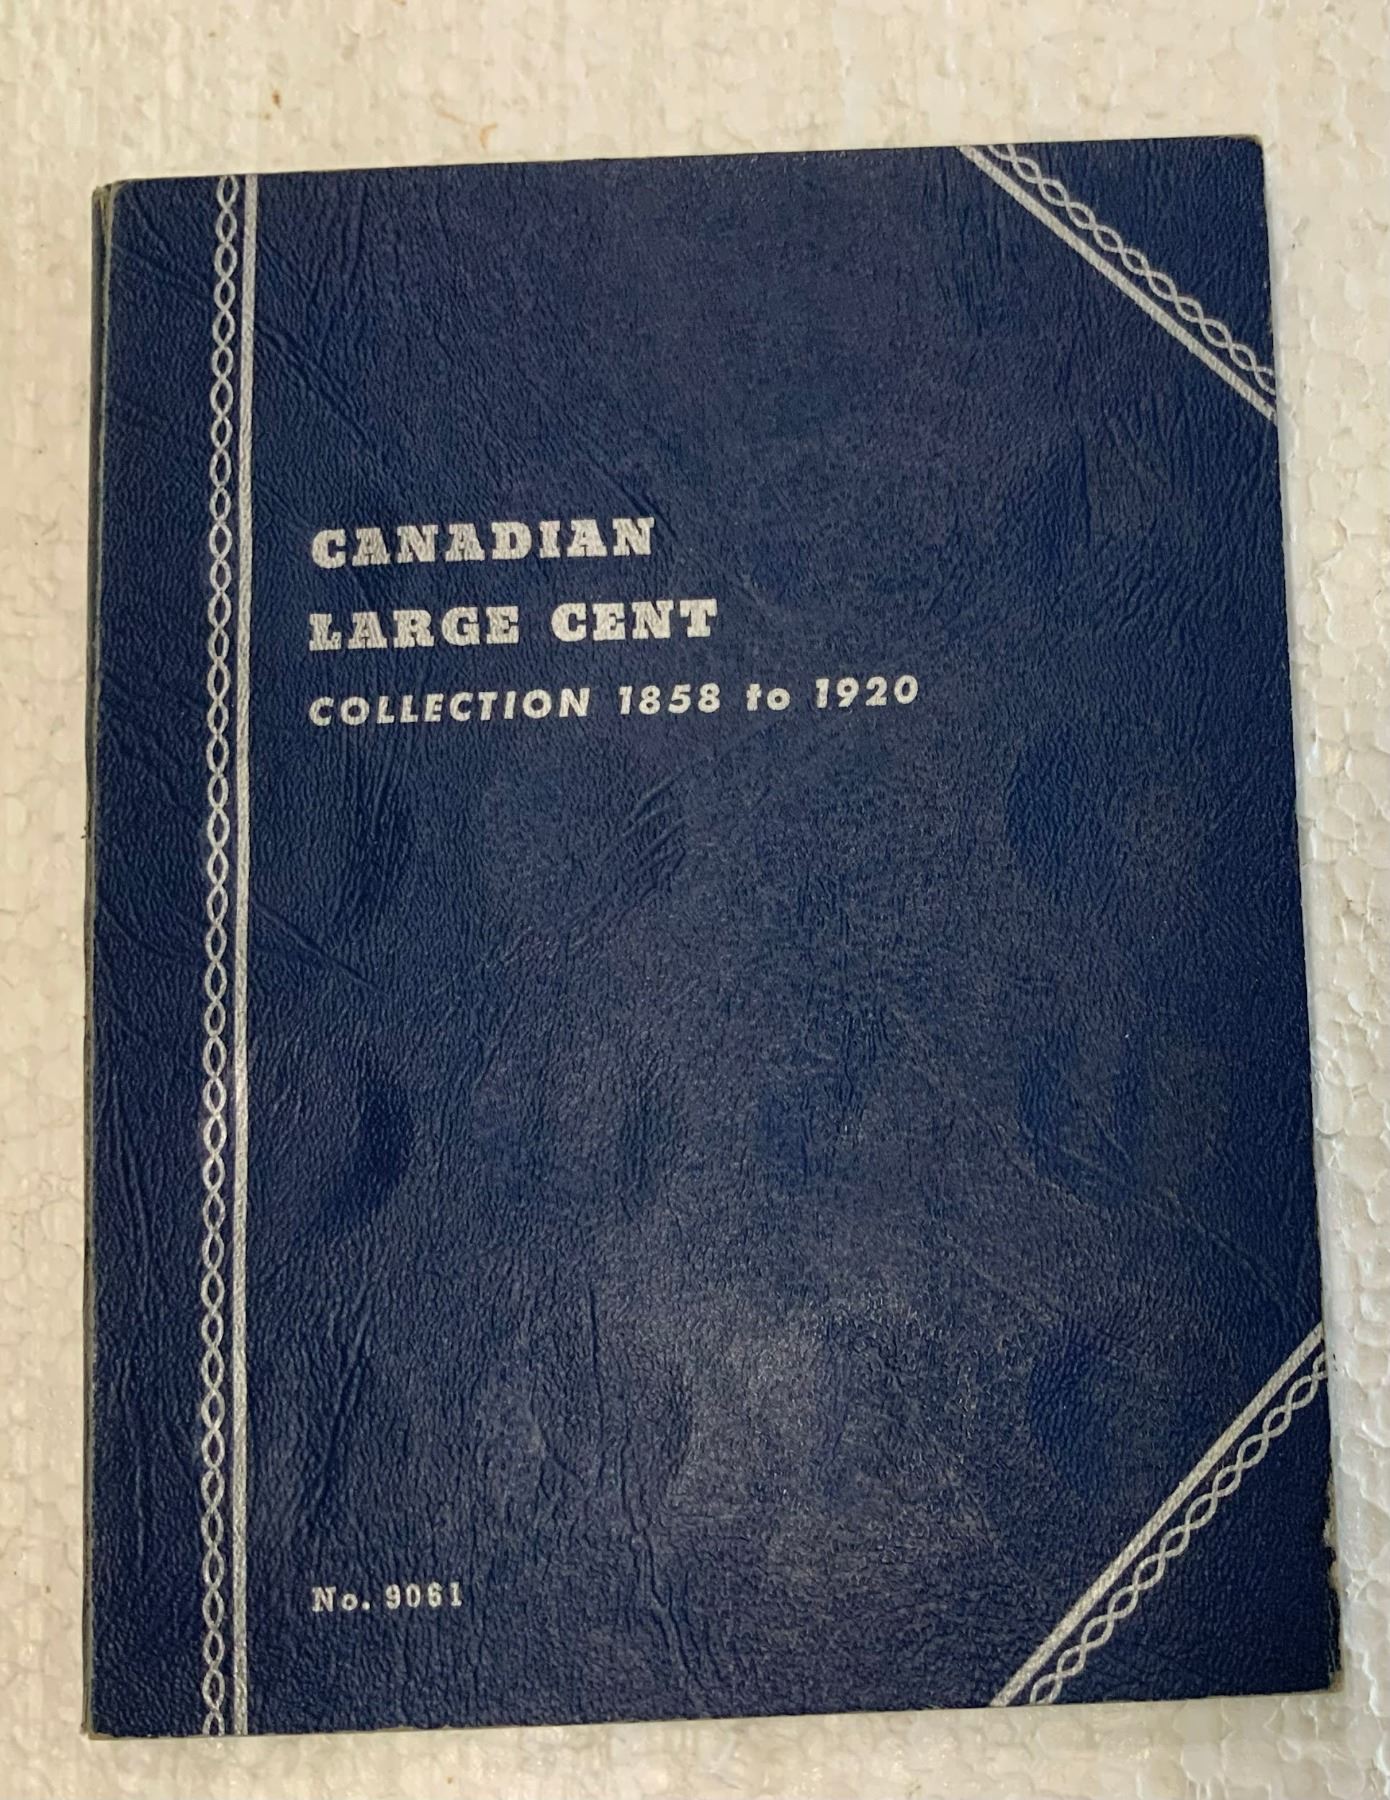 CANADIAN
LARGE CENT
COLLECTION 1858 to 1920
No. 9061